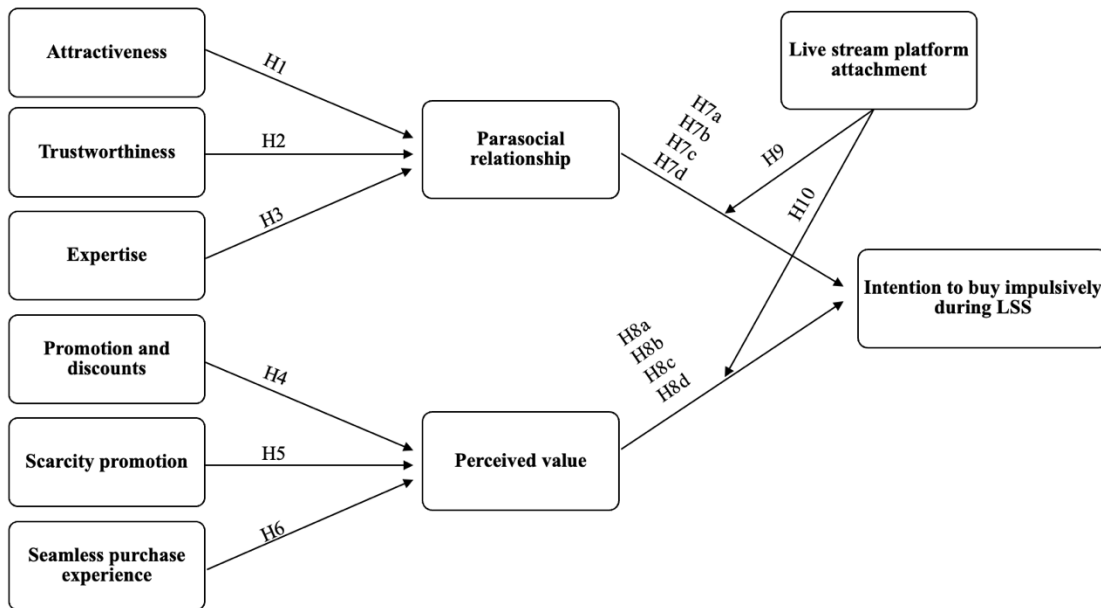 Attractiveness
H1
Trustworthiness
H2
Expertise
H3
Parasocial
relationship
Promotion and
discounts
H4
Scarcity promotion
H5
Seamless purchase
experience
H6
Perceived value
H7a
H7b
H7c
H7d
H8a
H8b
H8c
H8d
Live stream platform
attachment
H9
H10
Intention to buy impulsively
during LSS